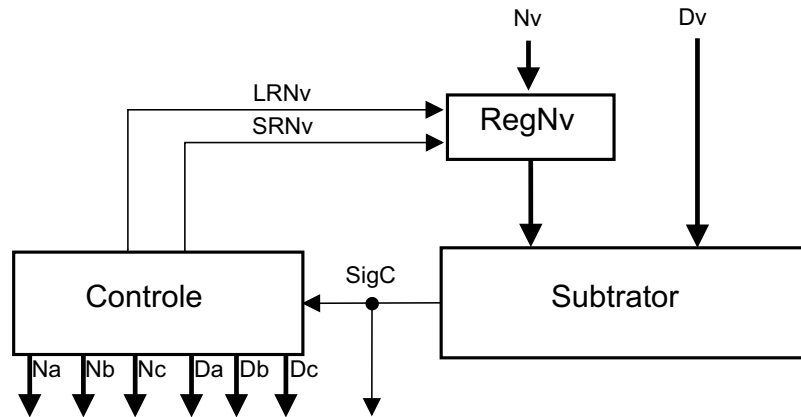 Nv Dv
LRNv
RegNv
SRNv
SigC
Controle
Subtrator
Na Nb Nc Da Db Dc